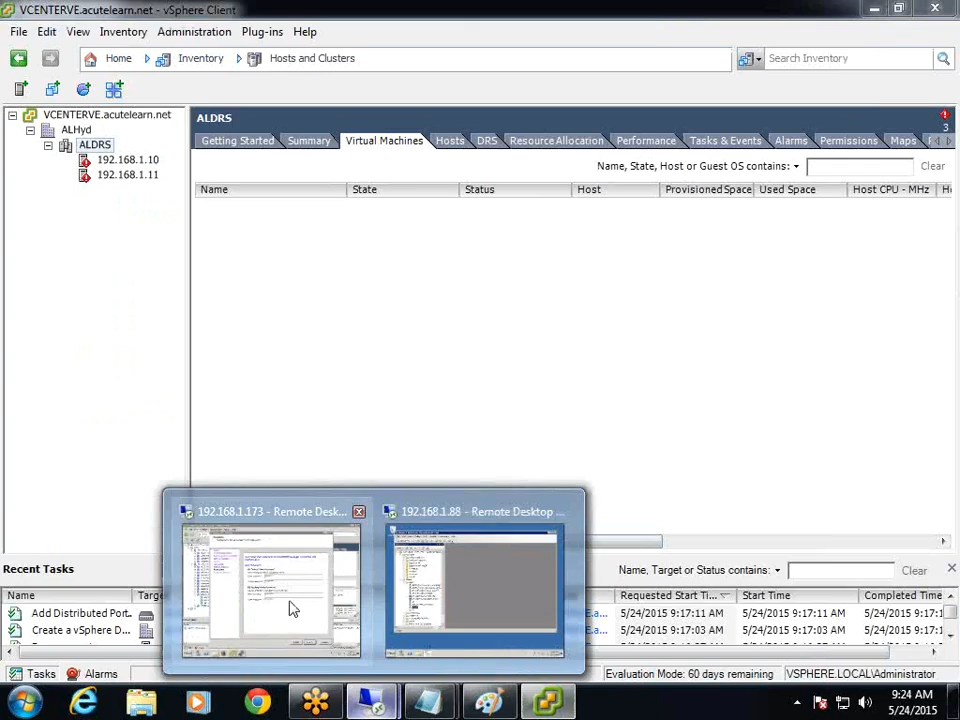 VCENTERVE.acutelearn.net - vSphere Client
File Edit View Inventory Administration Plug-ins Help
Home Inventory Hosts and Clusters Search Inventory
VCENTERVE.acutelearn.net
ALHyd
ALDRS
192.168.1.10
192.168.1.11
ALDRS
3
Getting Started Summary Virtual Machines Hosts DRS Resource Allocation Performance Tasks & Events Alarms Permissions Maps
Name, State, Host or Guest OS contains: Clear
Name State Status Host Provisioned Space Used Space Host CPU - MHz
192.168.1.173 - Remote Desk... 192.168.1.88 - Remote Desktop ...
Recent Tasks Name, Target or Status contains: Clear
Name Target Requested Start Ti... Start Time Completed Time
Add Distributed Port... E.a... 5/24/2015 9:17:11 AM 5/24/2015 9:17:11 AM 5/24/2015 9:17:11
Create a vSphere D... E.a... 5/24/2015 9:17:03 AM 5/24/2015 9:17:03 AM 5/24/2015 9:17:03
Tasks Alarms Evaluation Mode: 60 days remaining VSPHERE.LOCAL\Administrator
9:24 AM
5/24/2015